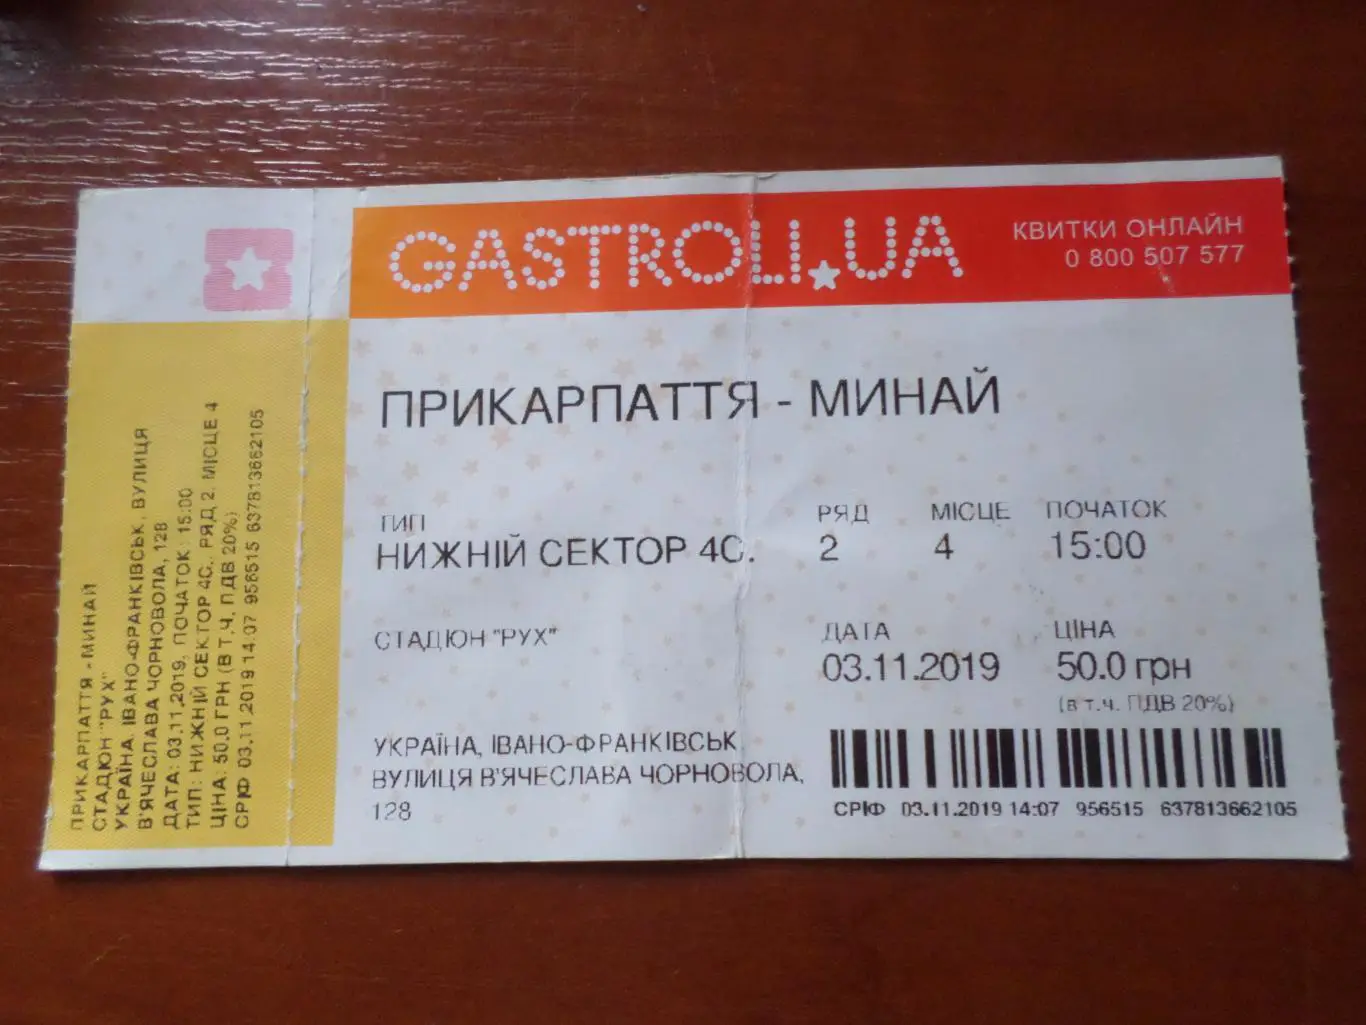 ПРИКАРПАТТЯ - МИНАЙ
СТАДІОН "РУХ"
УКРАЇНА, ІВАНО-ФРАНКІВСЬК, ВУЛИЦЯ
В'ЯЧЕСЛАВА ЧОРНОВОЛА, 128
ДАТА: 03.11.2019, ПОЧАТОК: 15:00
ТИП: НИЖНІЙ СЕКТОР 4С., РЯД 2, МІСЦЕ 4
ЦІНА: 50.0 ГРН (В Т.Ч. ПДВ 20%)
СРІФ 03.11.2019 14:07 956515 637813662105
GASTROLI.UA
КВИТКИ ОНЛАЙН
0 800 507 577
ПРИКАРПАТТЯ - МИНАЙ
ТИП
НИЖНІЙ СЕКТОР 4С.
РЯД
2
МІСЦЕ
4
ПОЧАТОК
15:00
СТАДІОН "РУХ"
ДАТА
03.11.2019
ЦІНА
50.0 грн
(в т.ч. ПДВ 20%)
УКРАЇНА, ІВАНО-ФРАНКІВСЬК
ВУЛИЦЯ В'ЯЧЕСЛАВА ЧОРНОВОЛА,
128
СРІФ 03.11.2019 14:07 956515 637813662105